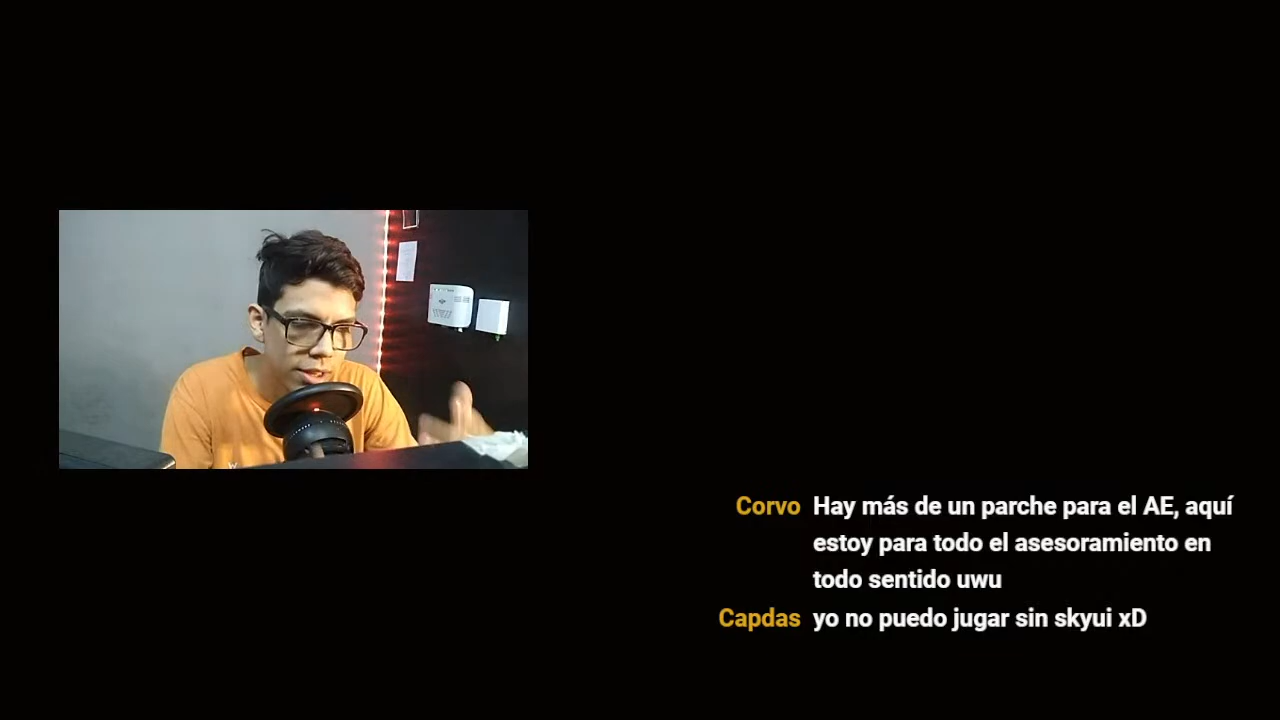 Corvo Hay más de un parche para el AE, aquí
estoy para todo el asesoramiento en
todo sentido uwu
Capdas yo no puedo jugar sin skyui xD